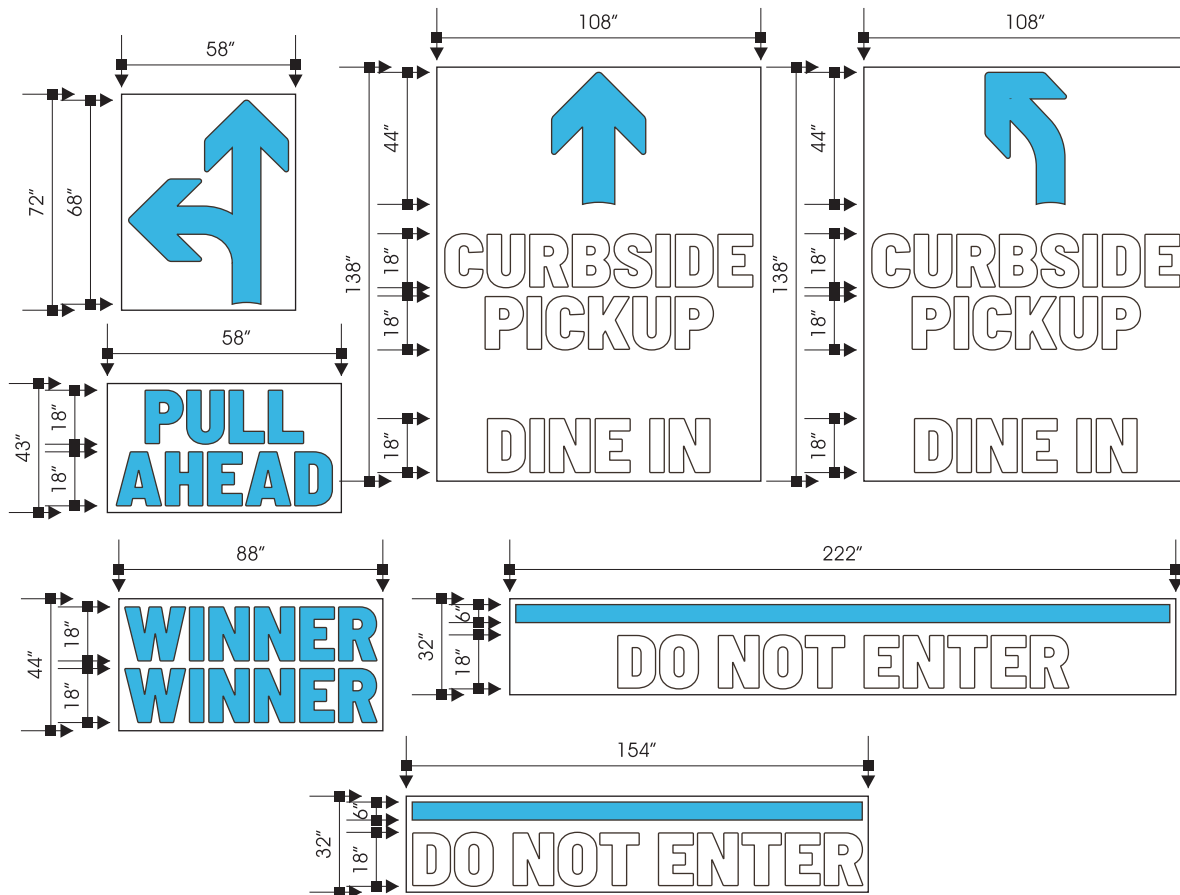 58"
72"
68"
58"
43"
18"
18"
PULL
AHEAD
108"
138"
44"
18"
18"
18"
CURBSIDE
PICKUP
DINE IN
108"
138"
44"
18"
18"
18"
CURBSIDE
PICKUP
DINE IN
88"
44"
18"
18"
WINNER
WINNER
222"
32"
6"
18"
DO NOT ENTER
154"
32"
6"
18"
DO NOT ENTER